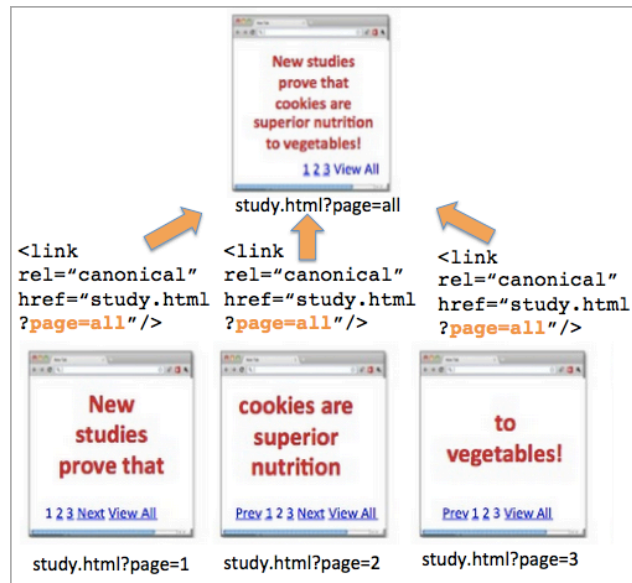 New studies
prove that
cookies are
superior nutrition
to vegetables!
1 2 3 View All
study.html?page=all
<link
rel=“canonical”
href=“study.html
?page=all”/>
<link
rel=“canonical”
href=“study.html
?page=all”/>
<link
rel=“canonical”
href=“study.html
?page=all”/>
New
studies
prove that
1 2 3 Next View All
study.html?page=1
cookies are
superior
nutrition
Prev 1 2 3 Next View All
study.html?page=2
to
vegetables!
Prev 1 2 3 View All
study.html?page=3